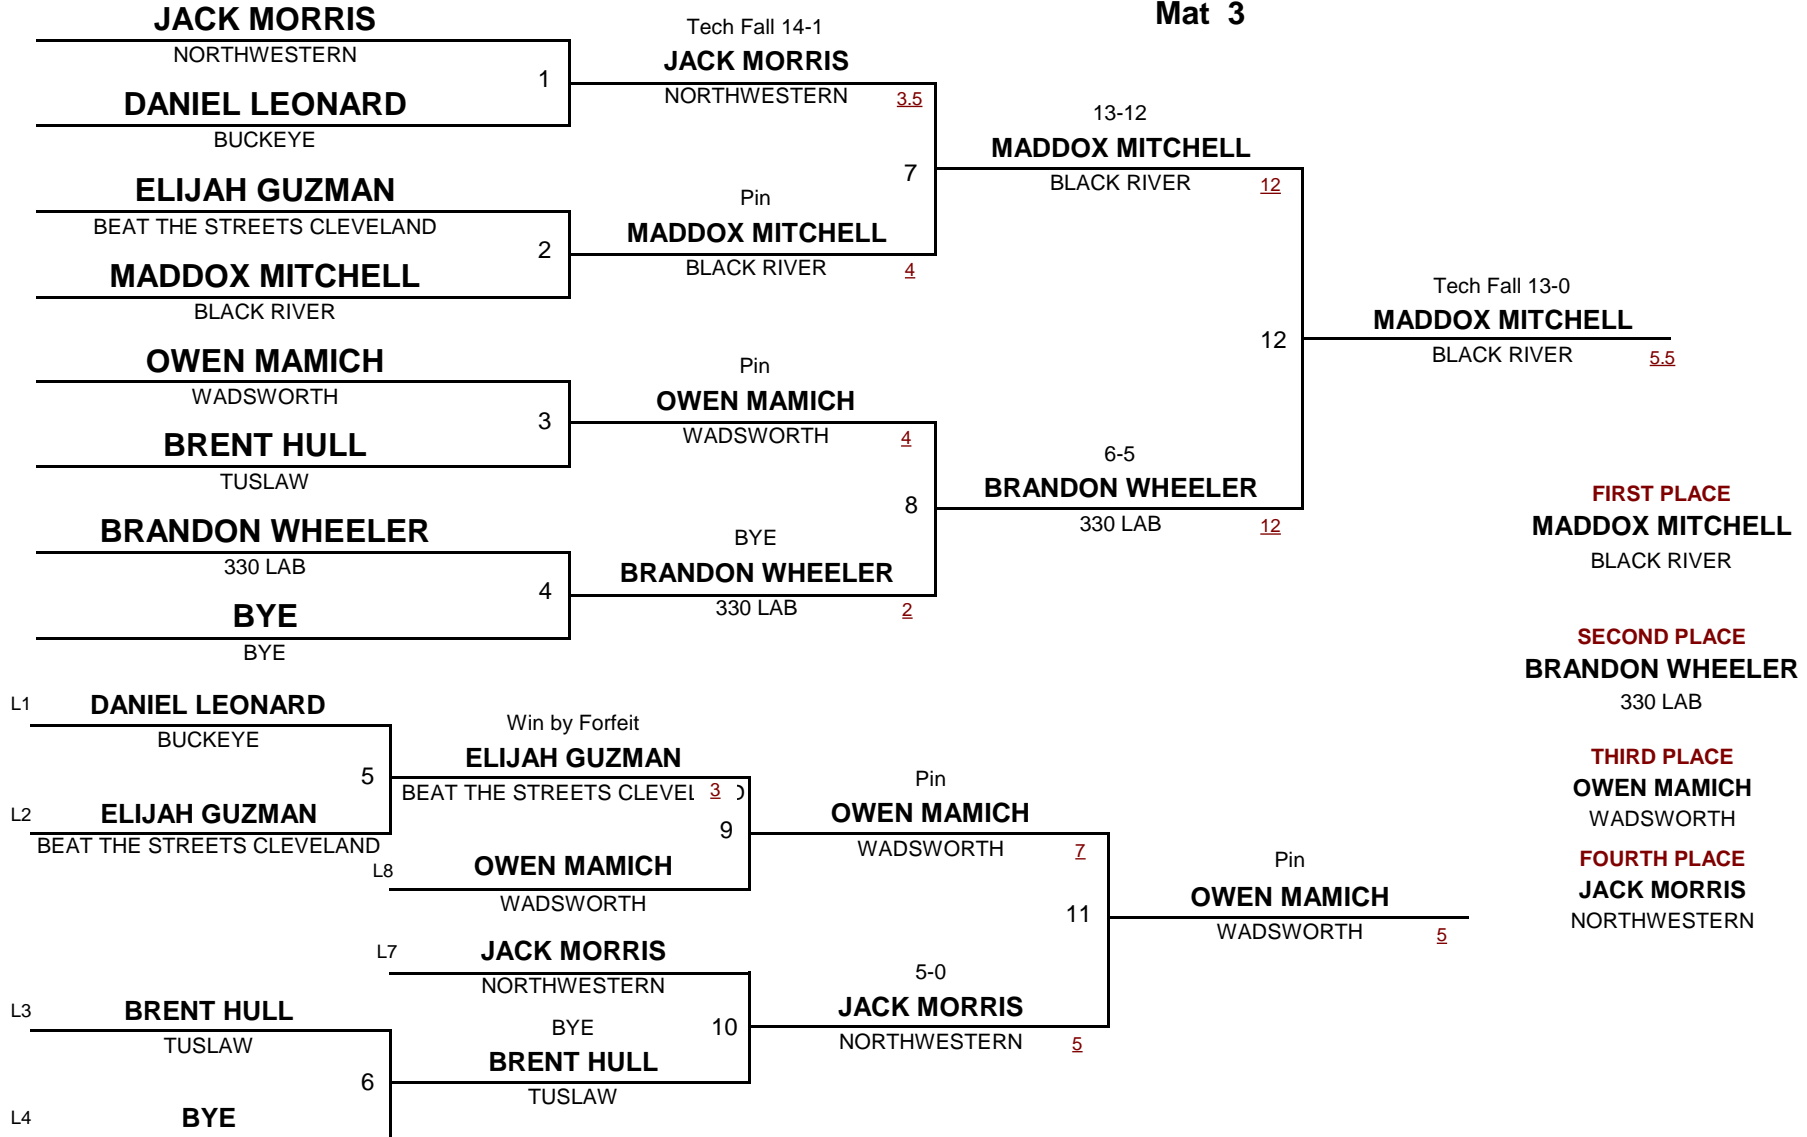 Mat 3
JACK MORRIS
NORTHWESTERN
1
DANIEL LEONARD
BUCKEYE
ELIJAH GUZMAN
BEAT THE STREETS CLEVELAND
2
MADDOX MITCHELL
BLACK RIVER
OWEN MAMICH
WADSWORTH
3
BRENT HULL
TUSLAW
BRANDON WHEELER
330 LAB
4
BYE
BYE
Tech Fall 14-1
JACK MORRIS
NORTHWESTERN
3.5
7
Pin
MADDOX MITCHELL
BLACK RIVER
4
Pin
OWEN MAMICH
WADSWORTH
4
8
BYE
BRANDON WHEELER
330 LAB
2
13-12
MADDOX MITCHELL
BLACK RIVER
12
12
6-5
BRANDON WHEELER
330 LAB
12
Tech Fall 13-0
MADDOX MITCHELL
BLACK RIVER
5.5
FIRST PLACE
MADDOX MITCHELL
BLACK RIVER
SECOND PLACE
BRANDON WHEELER
330 LAB
THIRD PLACE
OWEN MAMICH
WADSWORTH
FOURTH PLACE
JACK MORRIS
NORTHWESTERN
L1
DANIEL LEONARD
BUCKEYE
5
L2
ELIJAH GUZMAN
BEAT THE STREETS CLEVELAND
L3
BRENT HULL
TUSLAW
6
L4
BYE
Win by Forfeit
ELIJAH GUZMAN
BEAT THE STREETS CLEVEL
3
9
L8
OWEN MAMICH
WADSWORTH
L7
JACK MORRIS
NORTHWESTERN
BYE
10
BRENT HULL
TUSLAW
Pin
OWEN MAMICH
WADSWORTH
7
11
5-0
JACK MORRIS
NORTHWESTERN
5
Pin
OWEN MAMICH
WADSWORTH
5